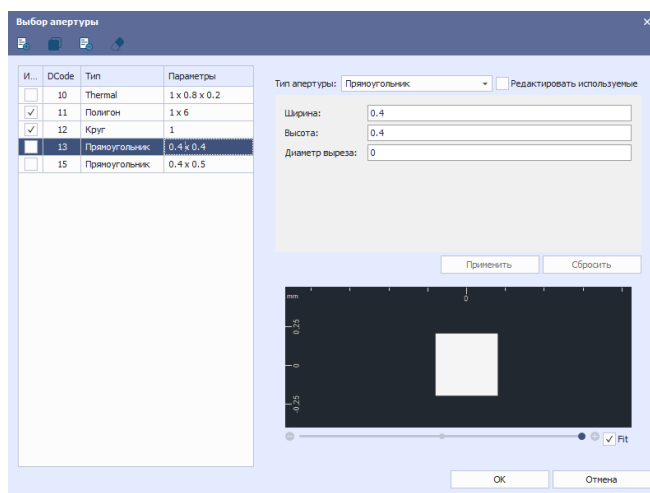 Выбор апертуры
И... DCode Тип Параметры
10 Thermal 1 x 0.8 x 0.2
11 Полигон 1 x 6
12 Круг 1
13 Прямоугольник 0.4 x 0.4
15 Прямоугольник 0.4 x 0.5
Тип апертуры: Прямоугольник Редактировать используемые
Ширина: 0.4
Высота: 0.4
Диаметр выреза: 0
Применить Сбросить
mm
0
0,25
0
-0,25
Fit
OK Отмена